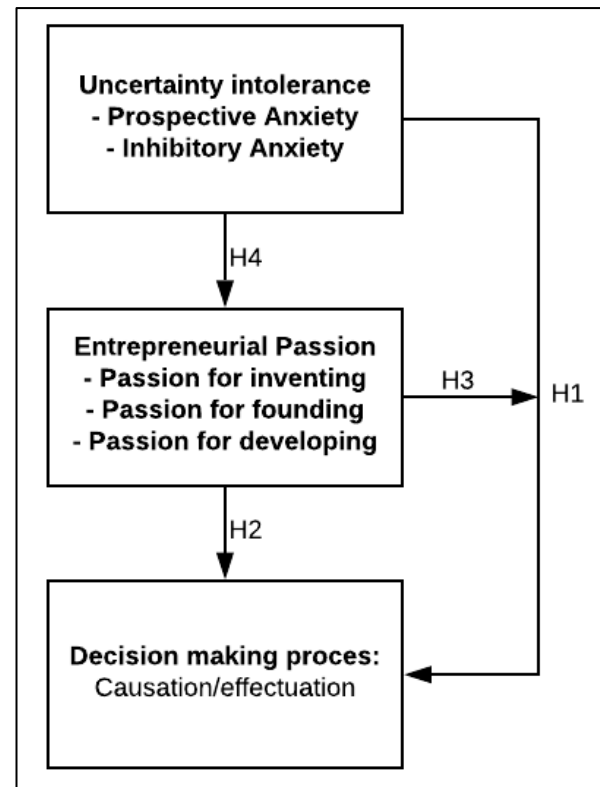 Uncertainty intolerance
- Prospective Anxiety
- Inhibitory Anxiety
H4
Entrepreneurial Passion
- Passion for inventing
- Passion for founding
- Passion for developing
H3
H1
H2
Decision making proces:
Causation/effectuation